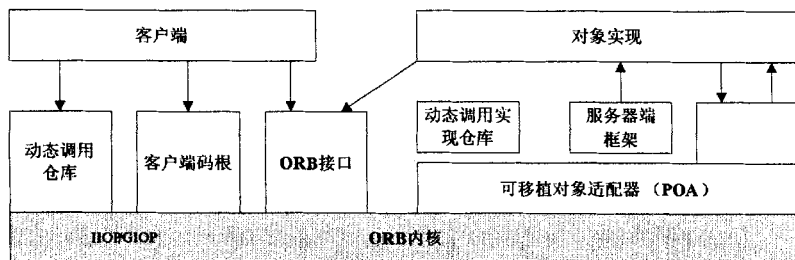 客户端
对象实现
动态调用
仓库
客户端码根
ORB接口
动态调用实
现仓库
服务器端
框架
可移植对象适配器（POA）
IIOPGIOP
ORB内核